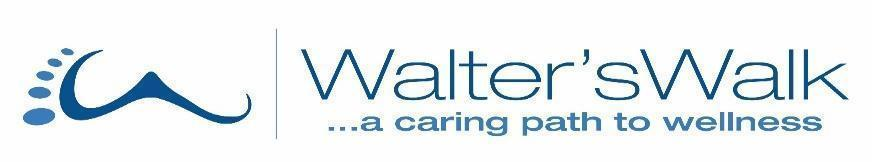 Walter'sWalk
...a caring path to wellness